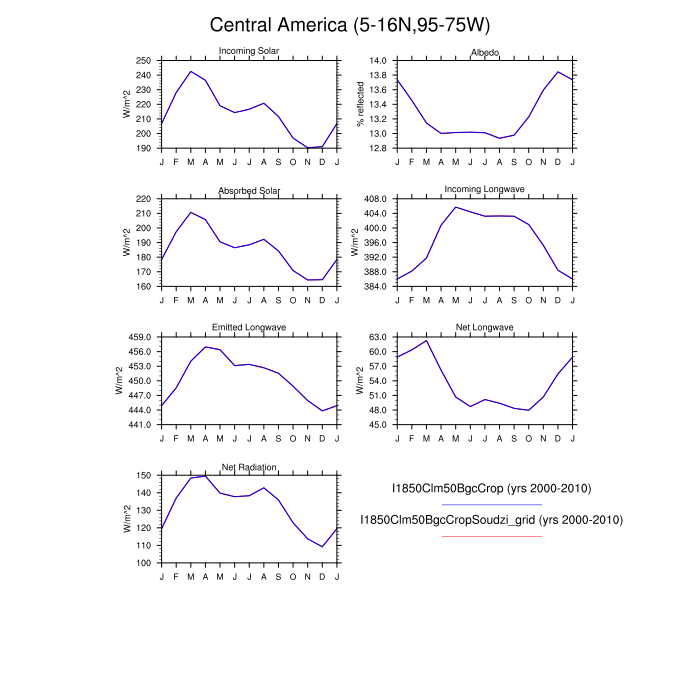 Central America (5-16N,95-75W)
Incoming Solar
W/m^2
250
240
230
220
210
200
190
J F M A M J J A S O N D J
Albedo
% reflected
14.0
13.8
13.6
13.4
13.2
13.0
12.8
J F M A M J J A S O N D J
Absorbed Solar
W/m^2
220
210
200
190
180
170
160
J F M A M J J A S O N D J
Incoming Longwave
W/m^2
408.0
404.0
400.0
396.0
392.0
388.0
384.0
J F M A M J J A S O N D J
Emitted Longwave
W/m^2
459.0
456.0
453.0
450.0
447.0
444.0
441.0
J F M A M J J A S O N D J
Net Longwave
W/m^2
63.0
60.0
57.0
54.0
51.0
48.0
45.0
J F M A M J J A S O N D J
Net Radiation
W/m^2
150
140
130
120
110
100
J F M A M J J A S O N D J
I1850Clm50BgcCrop (yrs 2000-2010)
I1850Clm50BgcCropSoudzi_grid (yrs 2000-2010)